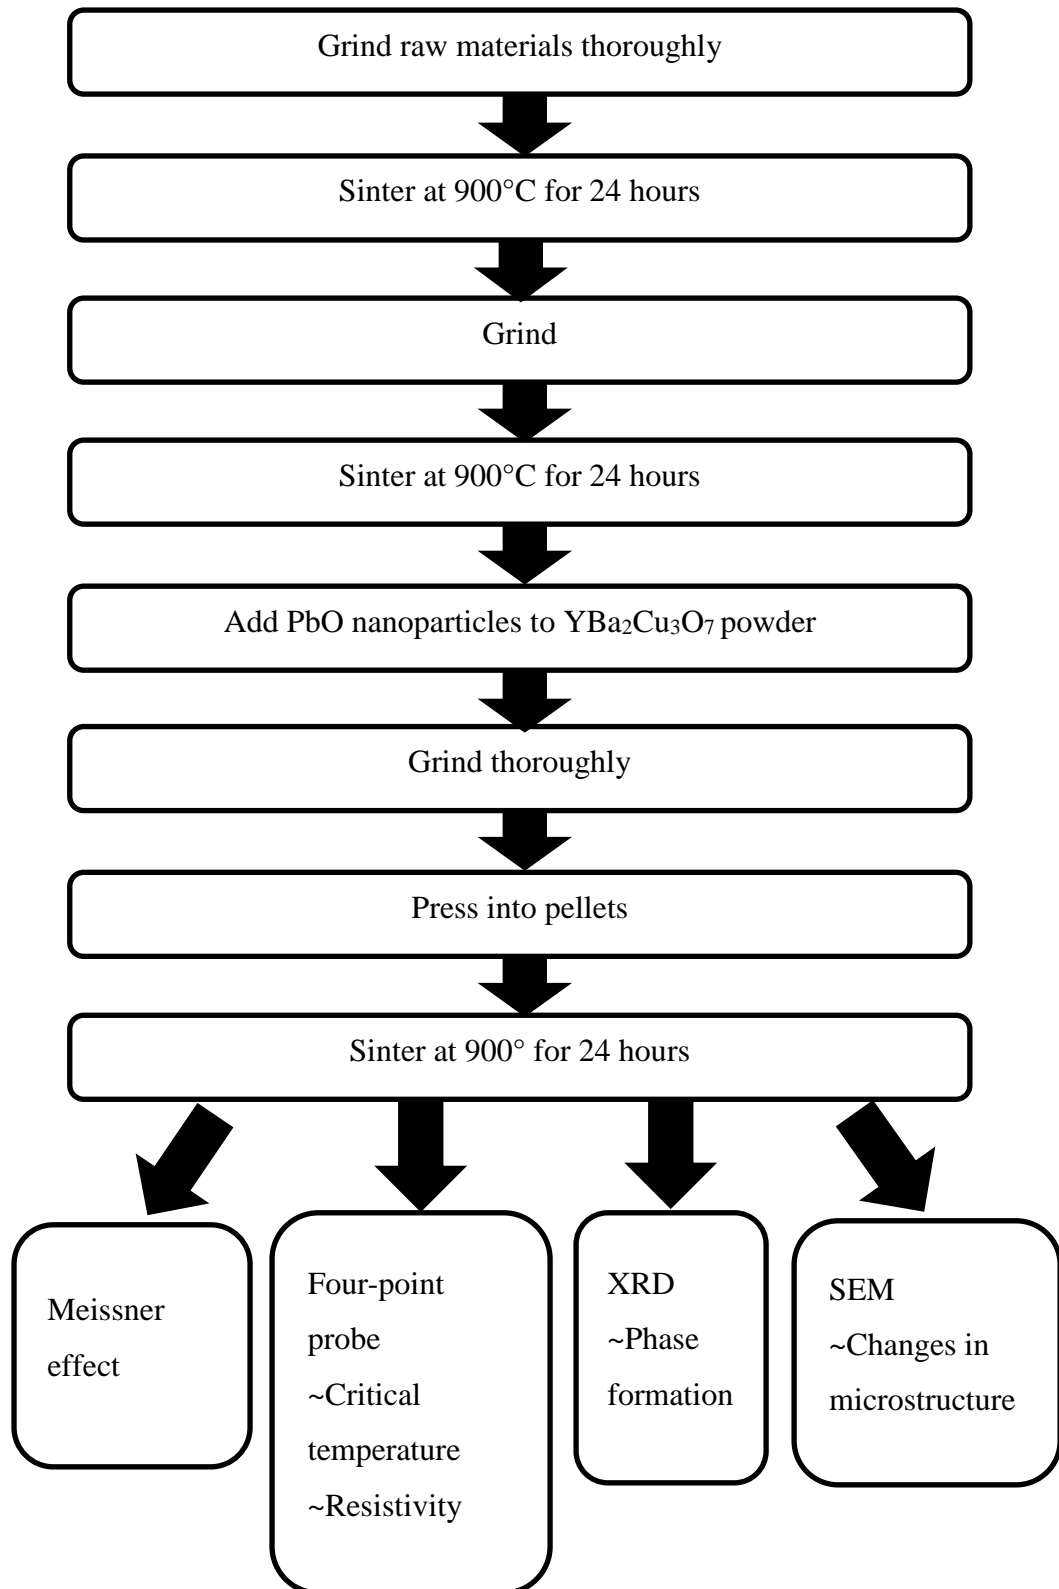 Grind raw materials thoroughly
Sinter at 900°C for 24 hours
Grind
Sinter at 900°C for 24 hours
Add PbO nanoparticles to YBa₂Cu₃O₇ powder
Grind thoroughly
Press into pellets
Sinter at 900° for 24 hours
Meissner
effect
Four-point
probe
~Critical
temperature
~Resistivity
XRD
~Phase
formation
SEM
~Changes in
microstructure